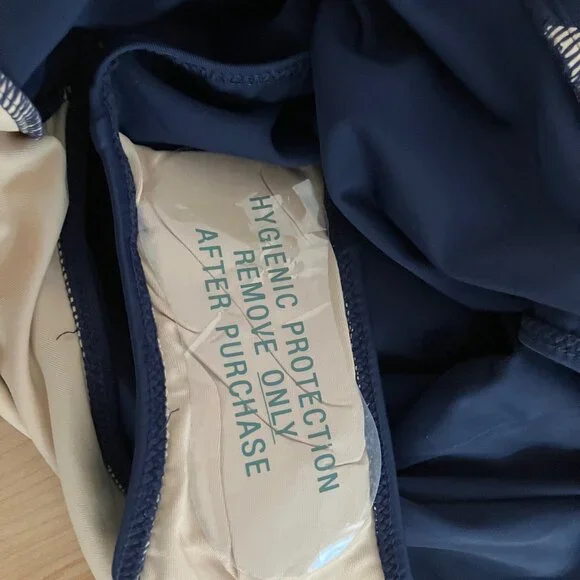 HYGIENIC PROTECTION
REMOVE ONLY
AFTER PURCHASE